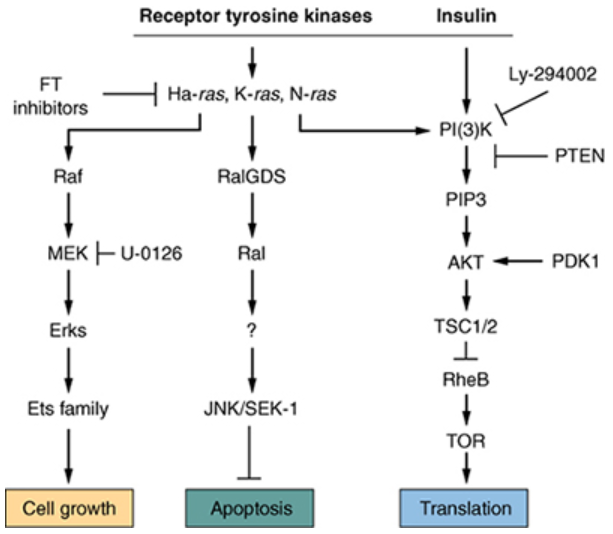 Receptor tyrosine kinases
Insulin
FT
inhibitors
Ha-ras, K-ras, N-ras
Ly-294002
PI(3)K
PTEN
Raf
RalGDS
PIP3
MEK
U-0126
Ral
AKT
PDK1
Erks
?
TSC1/2
RheB
Ets family
JNK/SEK-1
TOR
Cell growth
Apoptosis
Translation